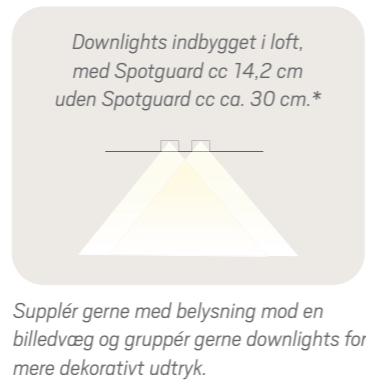 Downlights indbygget i loft,
med Spotguard cc 14,2 cm
uden Spotguard cc ca. 30 cm.*
Supplér gerne med belysning mod en
billedvæg og gruppér gerne downlights for
mere dekorativt udtryk.